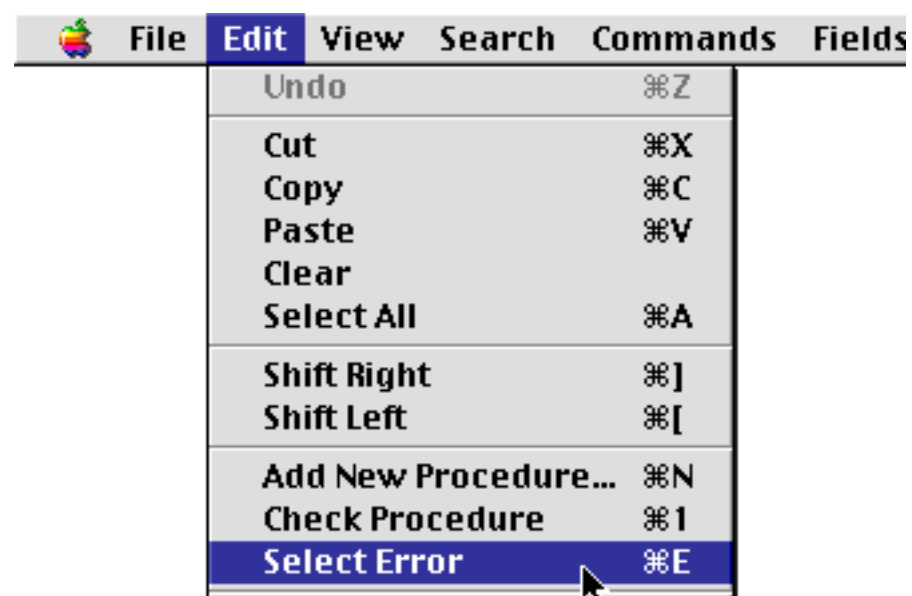 File Edit View Search Commands Fields
Undo ⌘Z
Cut ⌘X
Copy ⌘C
Paste ⌘V
Clear
Select All ⌘A
Shift Right ⌘]
Shift Left ⌘[
Add New Procedure... ⌘N
Check Procedure ⌘1
Select Error ⌘E